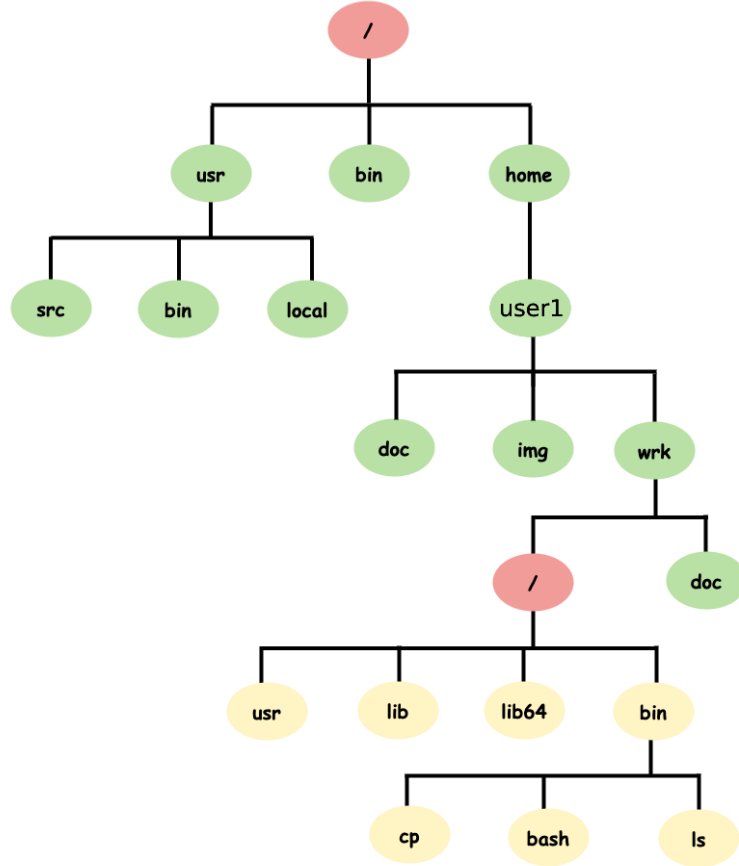 /
usr
bin
home
src
bin
local
user1
doc
img
wrk
/
doc
usr
lib
lib64
bin
cp
bash
ls